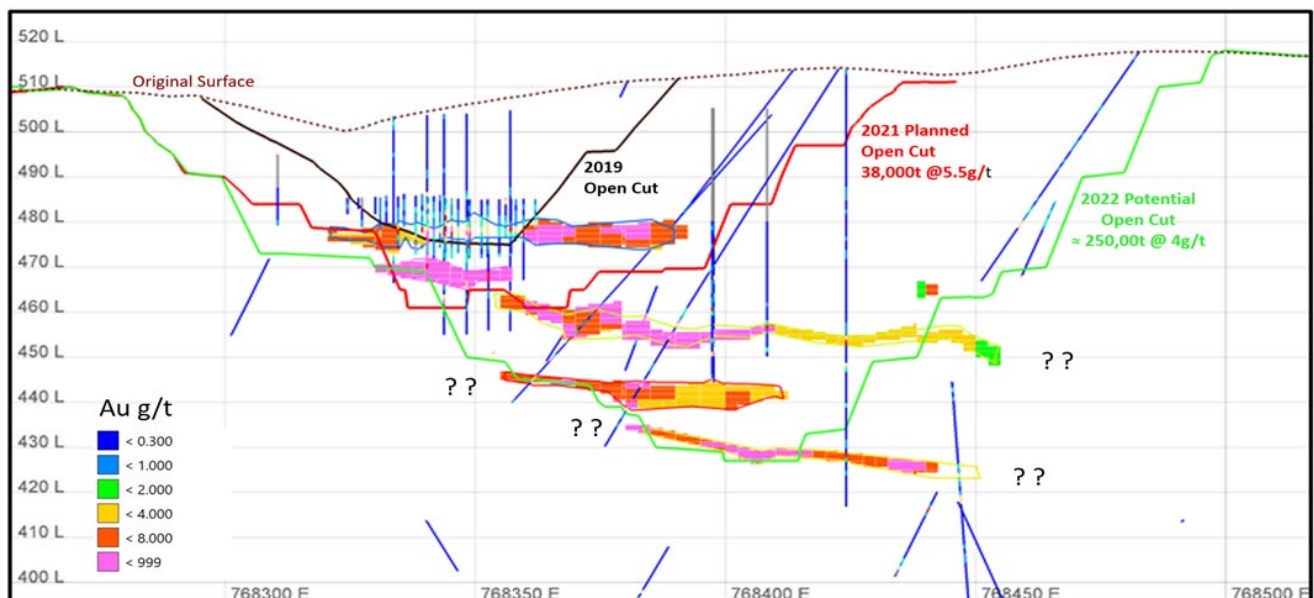 520 L
Original Surface
510 L
500 L
490 L
480 L
470 L
460 L
450 L
440 L
430 L
420 L
410 L
400 L
2019
Open Cut
2021 Planned
Open Cut
38,000t @5.5g/t
2022 Potential
Open Cut
≈ 250,00t @ 4g/t
? ?
? ?
? ?
? ?
Au g/t
< 0.300
< 1.000
< 2.000
< 4.000
< 8.000
< 999
768300 E
768350 E
768400 E
768450 E
768500 E